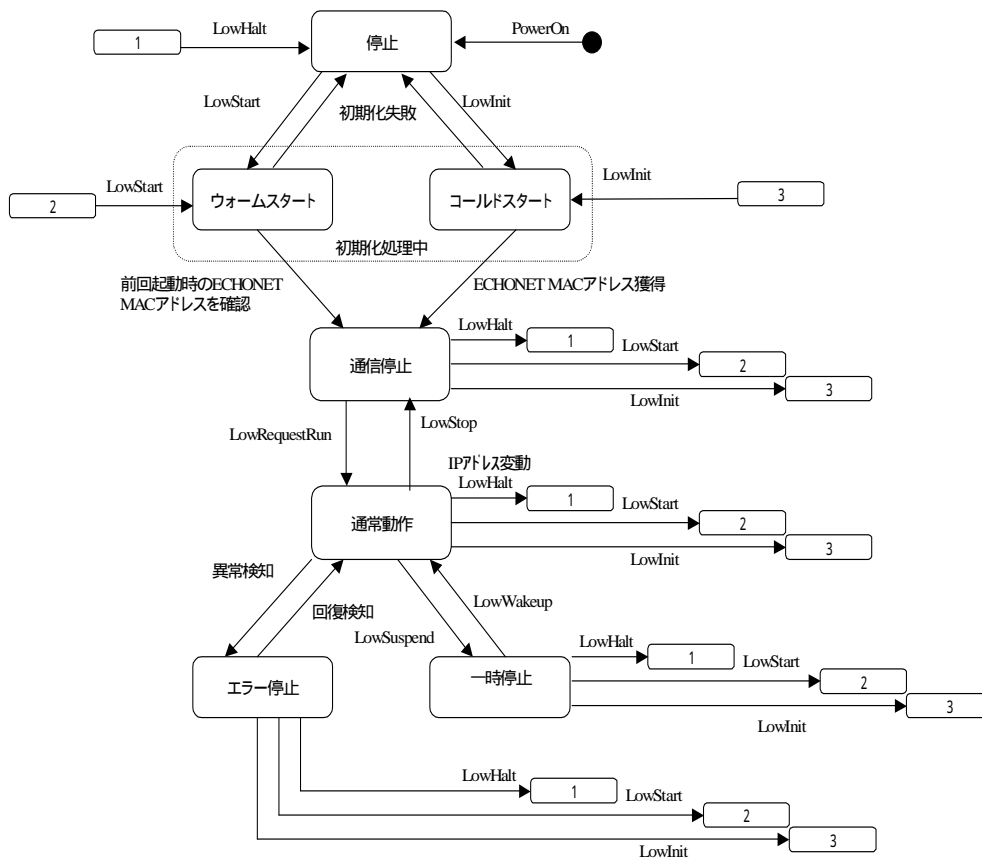 LowHalt
PowerOn
1
停止
LowStart
LowInit
初期化失敗
LowStart
LowInit
2
ウォームスタート
コールドスタート
3
初期化処理中
前回起動時のECHONET
MACアドレスを確認
ECHONET MACアドレス獲得
LowHalt
1
通信停止
LowStart
2
LowInit
3
LowRequestRun
LowStop
IPアドレス変動
LowHalt
1
通常動作
LowStart
2
LowInit
3
異常検知
回復検知
LowWakeup
LowSuspend
LowHalt
1
エラー停止
一時停止
LowStart
2
LowInit
3
LowHalt
1
LowStart
2
LowInit
3